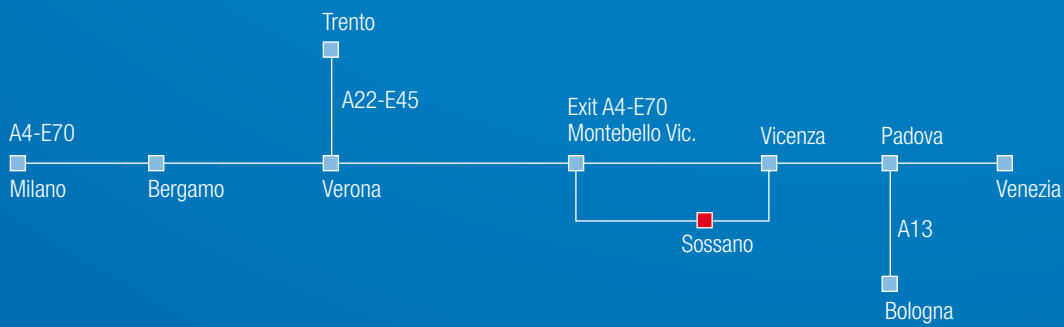 Trento
A22-E45
Exit A4-E70
Montebello Vic.
A4-E70
Vicenza
Padova
Milano
Bergamo
Verona
Venezia
Sossano
A13
Bologna